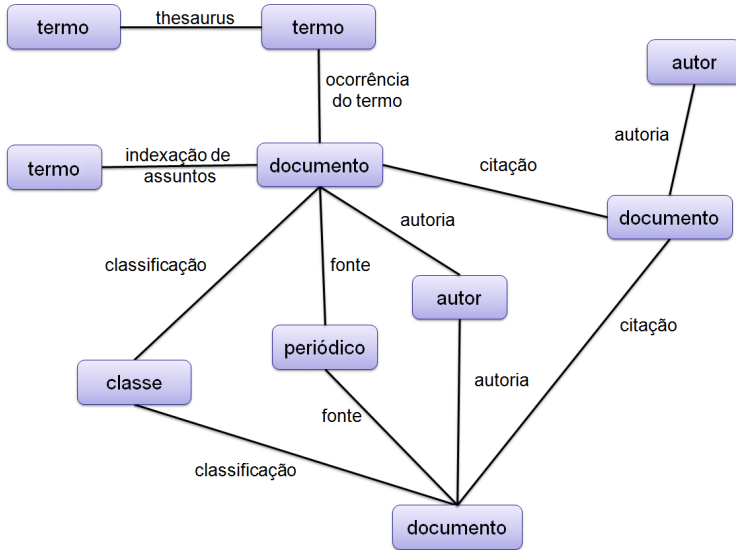 termo
thesaurus
termo
autor
ocorrência
do termo
autoria
termo
indexação de
assuntos
documento
citação
documento
autoria
classificação
fonte
autor
citação
periódico
classe
autoria
fonte
classificação
documento